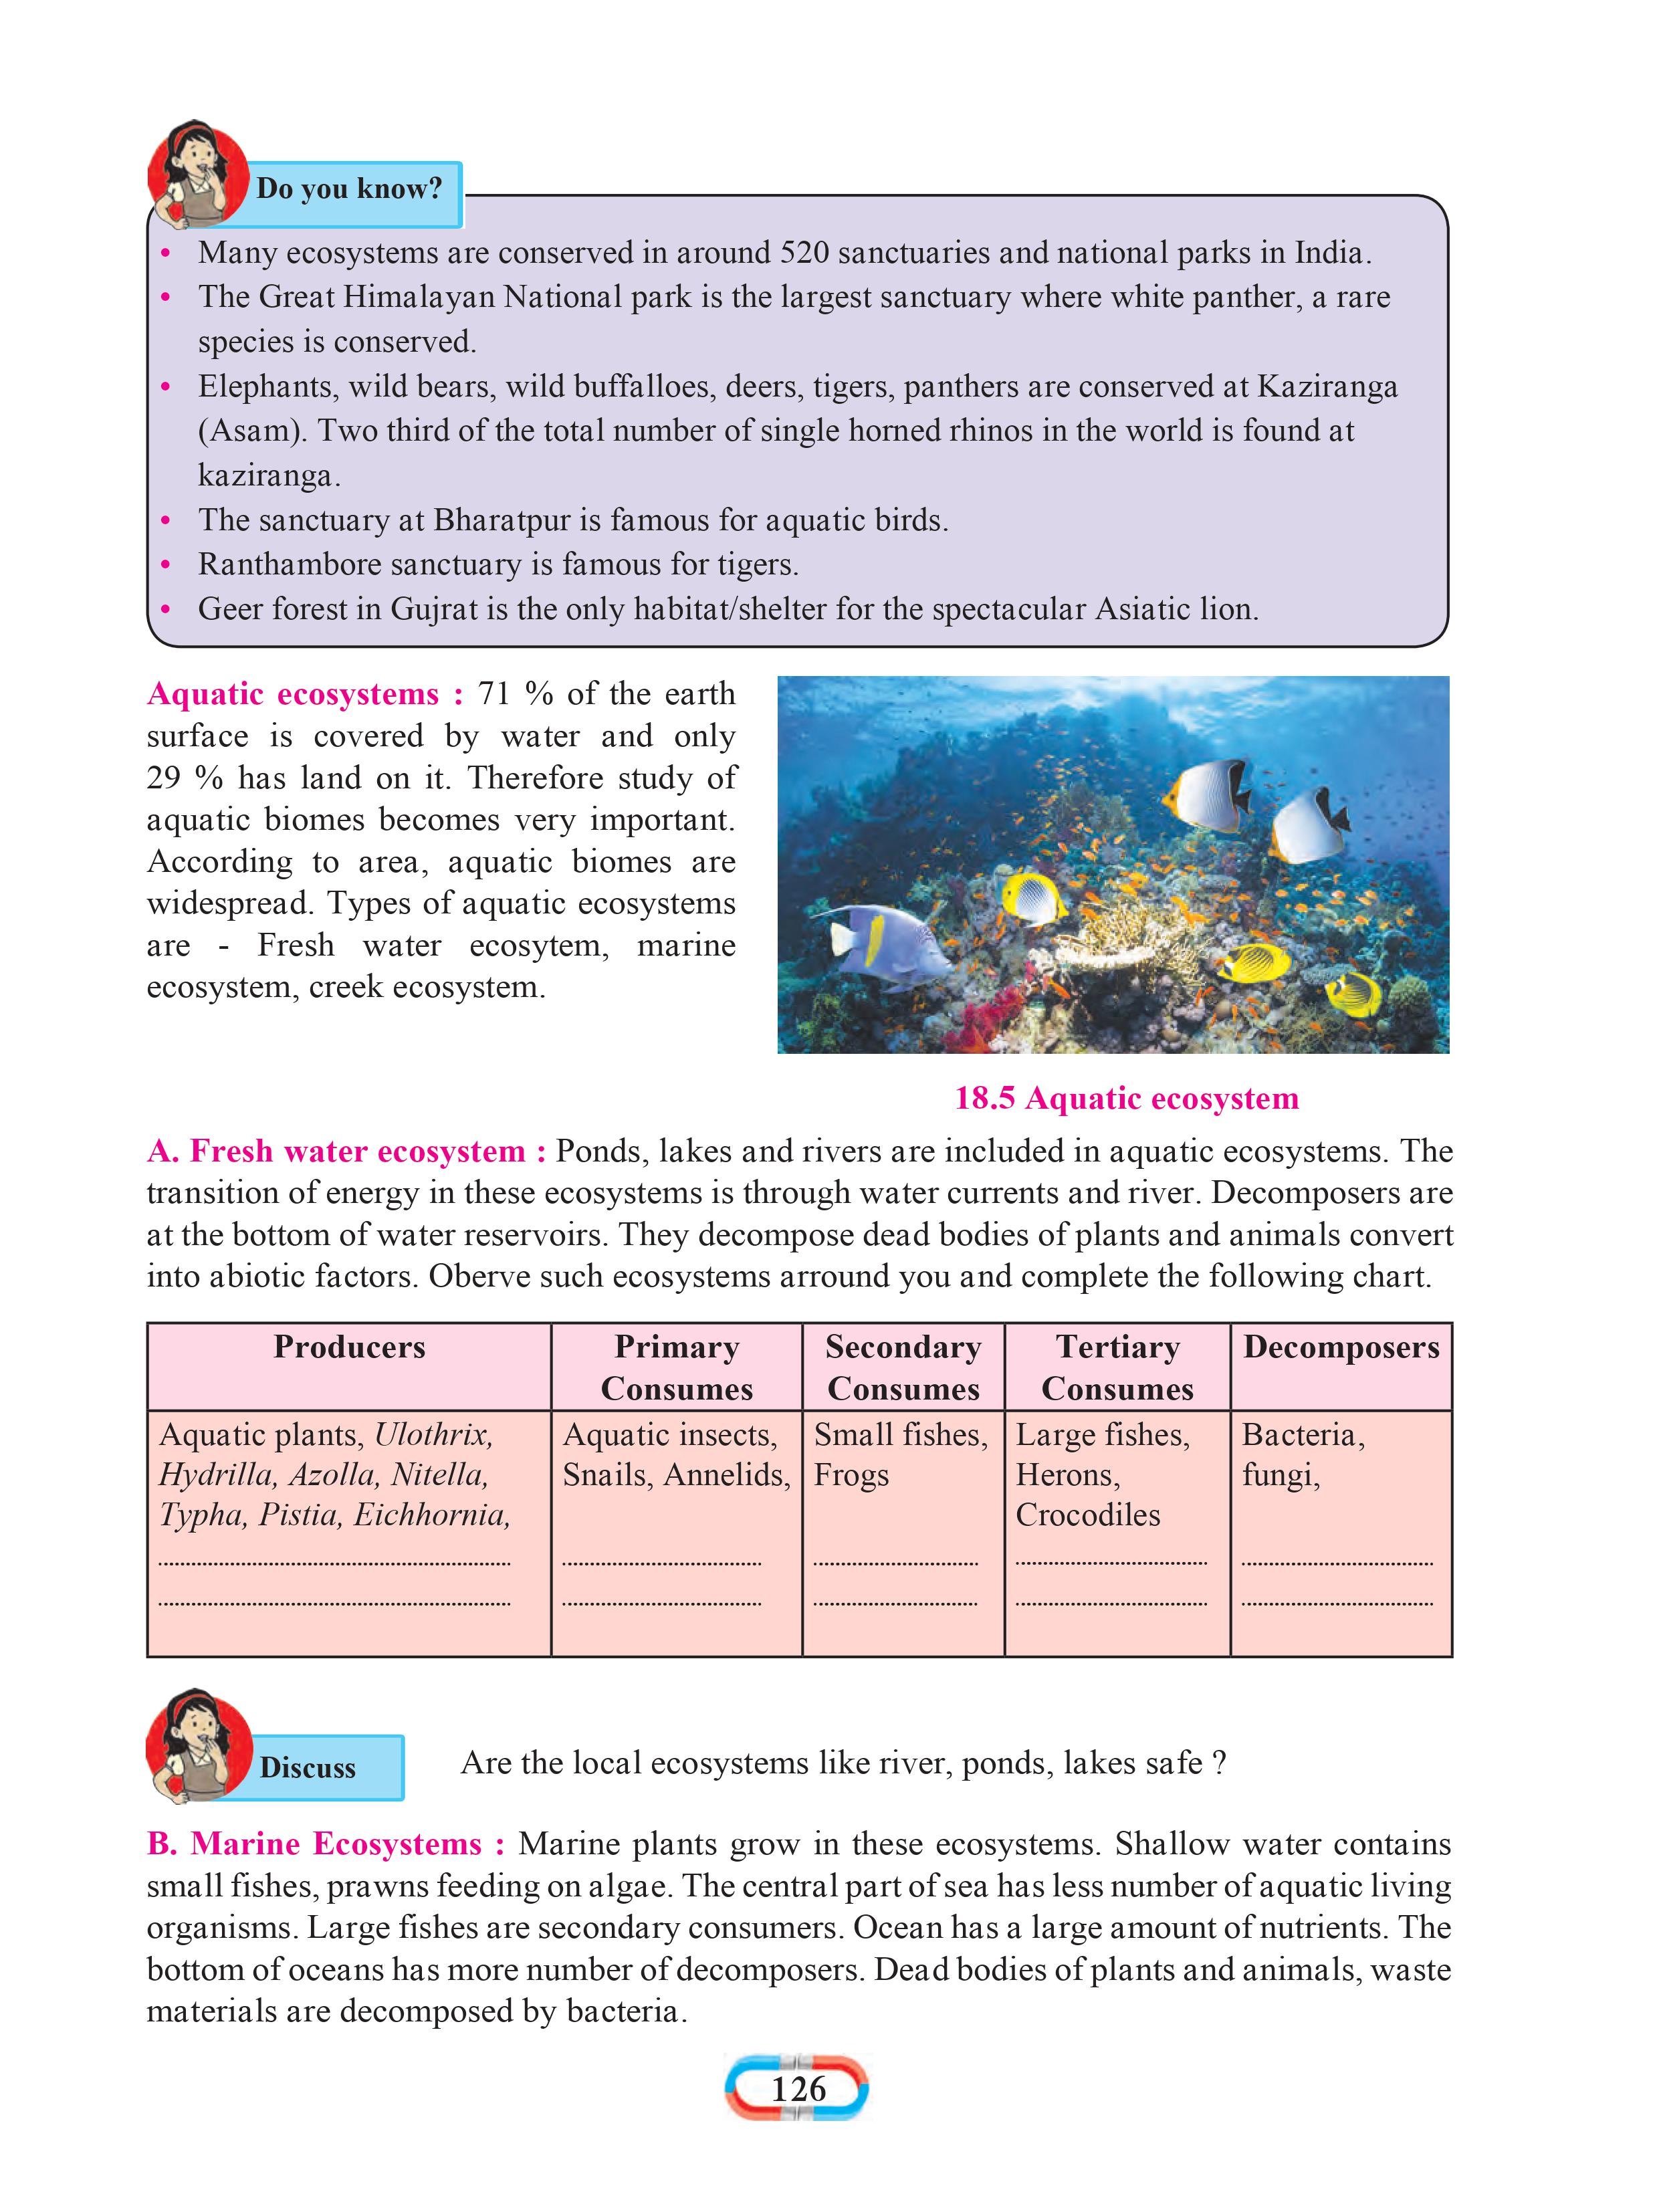 Do you know?
• Many ecosystems are conserved in around 520 sanctuaries and national parks in India.
• The Great Himalayan National park is the largest sanctuary where white panther, a rare
species is conserved.
• Elephants, wild bears, wild buffalloes, deers, tigers, panthers are conserved at Kaziranga
(Asam). Two third of the total number of single horned rhinos in the world is found at
kaziranga.
• The sanctuary at Bharatpur is famous for aquatic birds.
• Ranthambore sanctuary is famous for tigers.
• Geer forest in Gujrat is the only habitat/shelter for the spectacular Asiatic lion.
Aquatic ecosystems : 71 % of the earth
surface is covered by water and only
29 % has land on it. Therefore study of
aquatic biomes becomes very important.
According to area, aquatic biomes are
widespread. Types of aquatic ecosystems
are - Fresh water ecosytem, marine
ecosystem, creek ecosystem.
18.5 Aquatic ecosystem
A. Fresh water ecosystem : Ponds, lakes and rivers are included in aquatic ecosystems. The
transition of energy in these ecosystems is through water currents and river. Decomposers are
at the bottom of water reservoirs. They decompose dead bodies of plants and animals convert
into abiotic factors. Oberve such ecosystems arround you and complete the following chart.
Producers
Primary
Consumes
Secondary
Consumes
Tertiary
Consumes
Decomposers
Aquatic plants, Ulothrix,
Hydrilla, Azolla, Nitella,
Typha, Pistia, Eichhornia,
Aquatic insects,
Snails, Annelids,
Small fishes,
Frogs
Large fishes,
Herons,
Crocodiles
Bacteria,
fungi,
Discuss
Are the local ecosystems like river, ponds, lakes safe ?
B. Marine Ecosystems : Marine plants grow in these ecosystems. Shallow water contains
small fishes, prawns feeding on algae. The central part of sea has less number of aquatic living
organisms. Large fishes are secondary consumers. Ocean has a large amount of nutrients. The
bottom of oceans has more number of decomposers. Dead bodies of plants and animals, waste
materials are decomposed by bacteria.
126